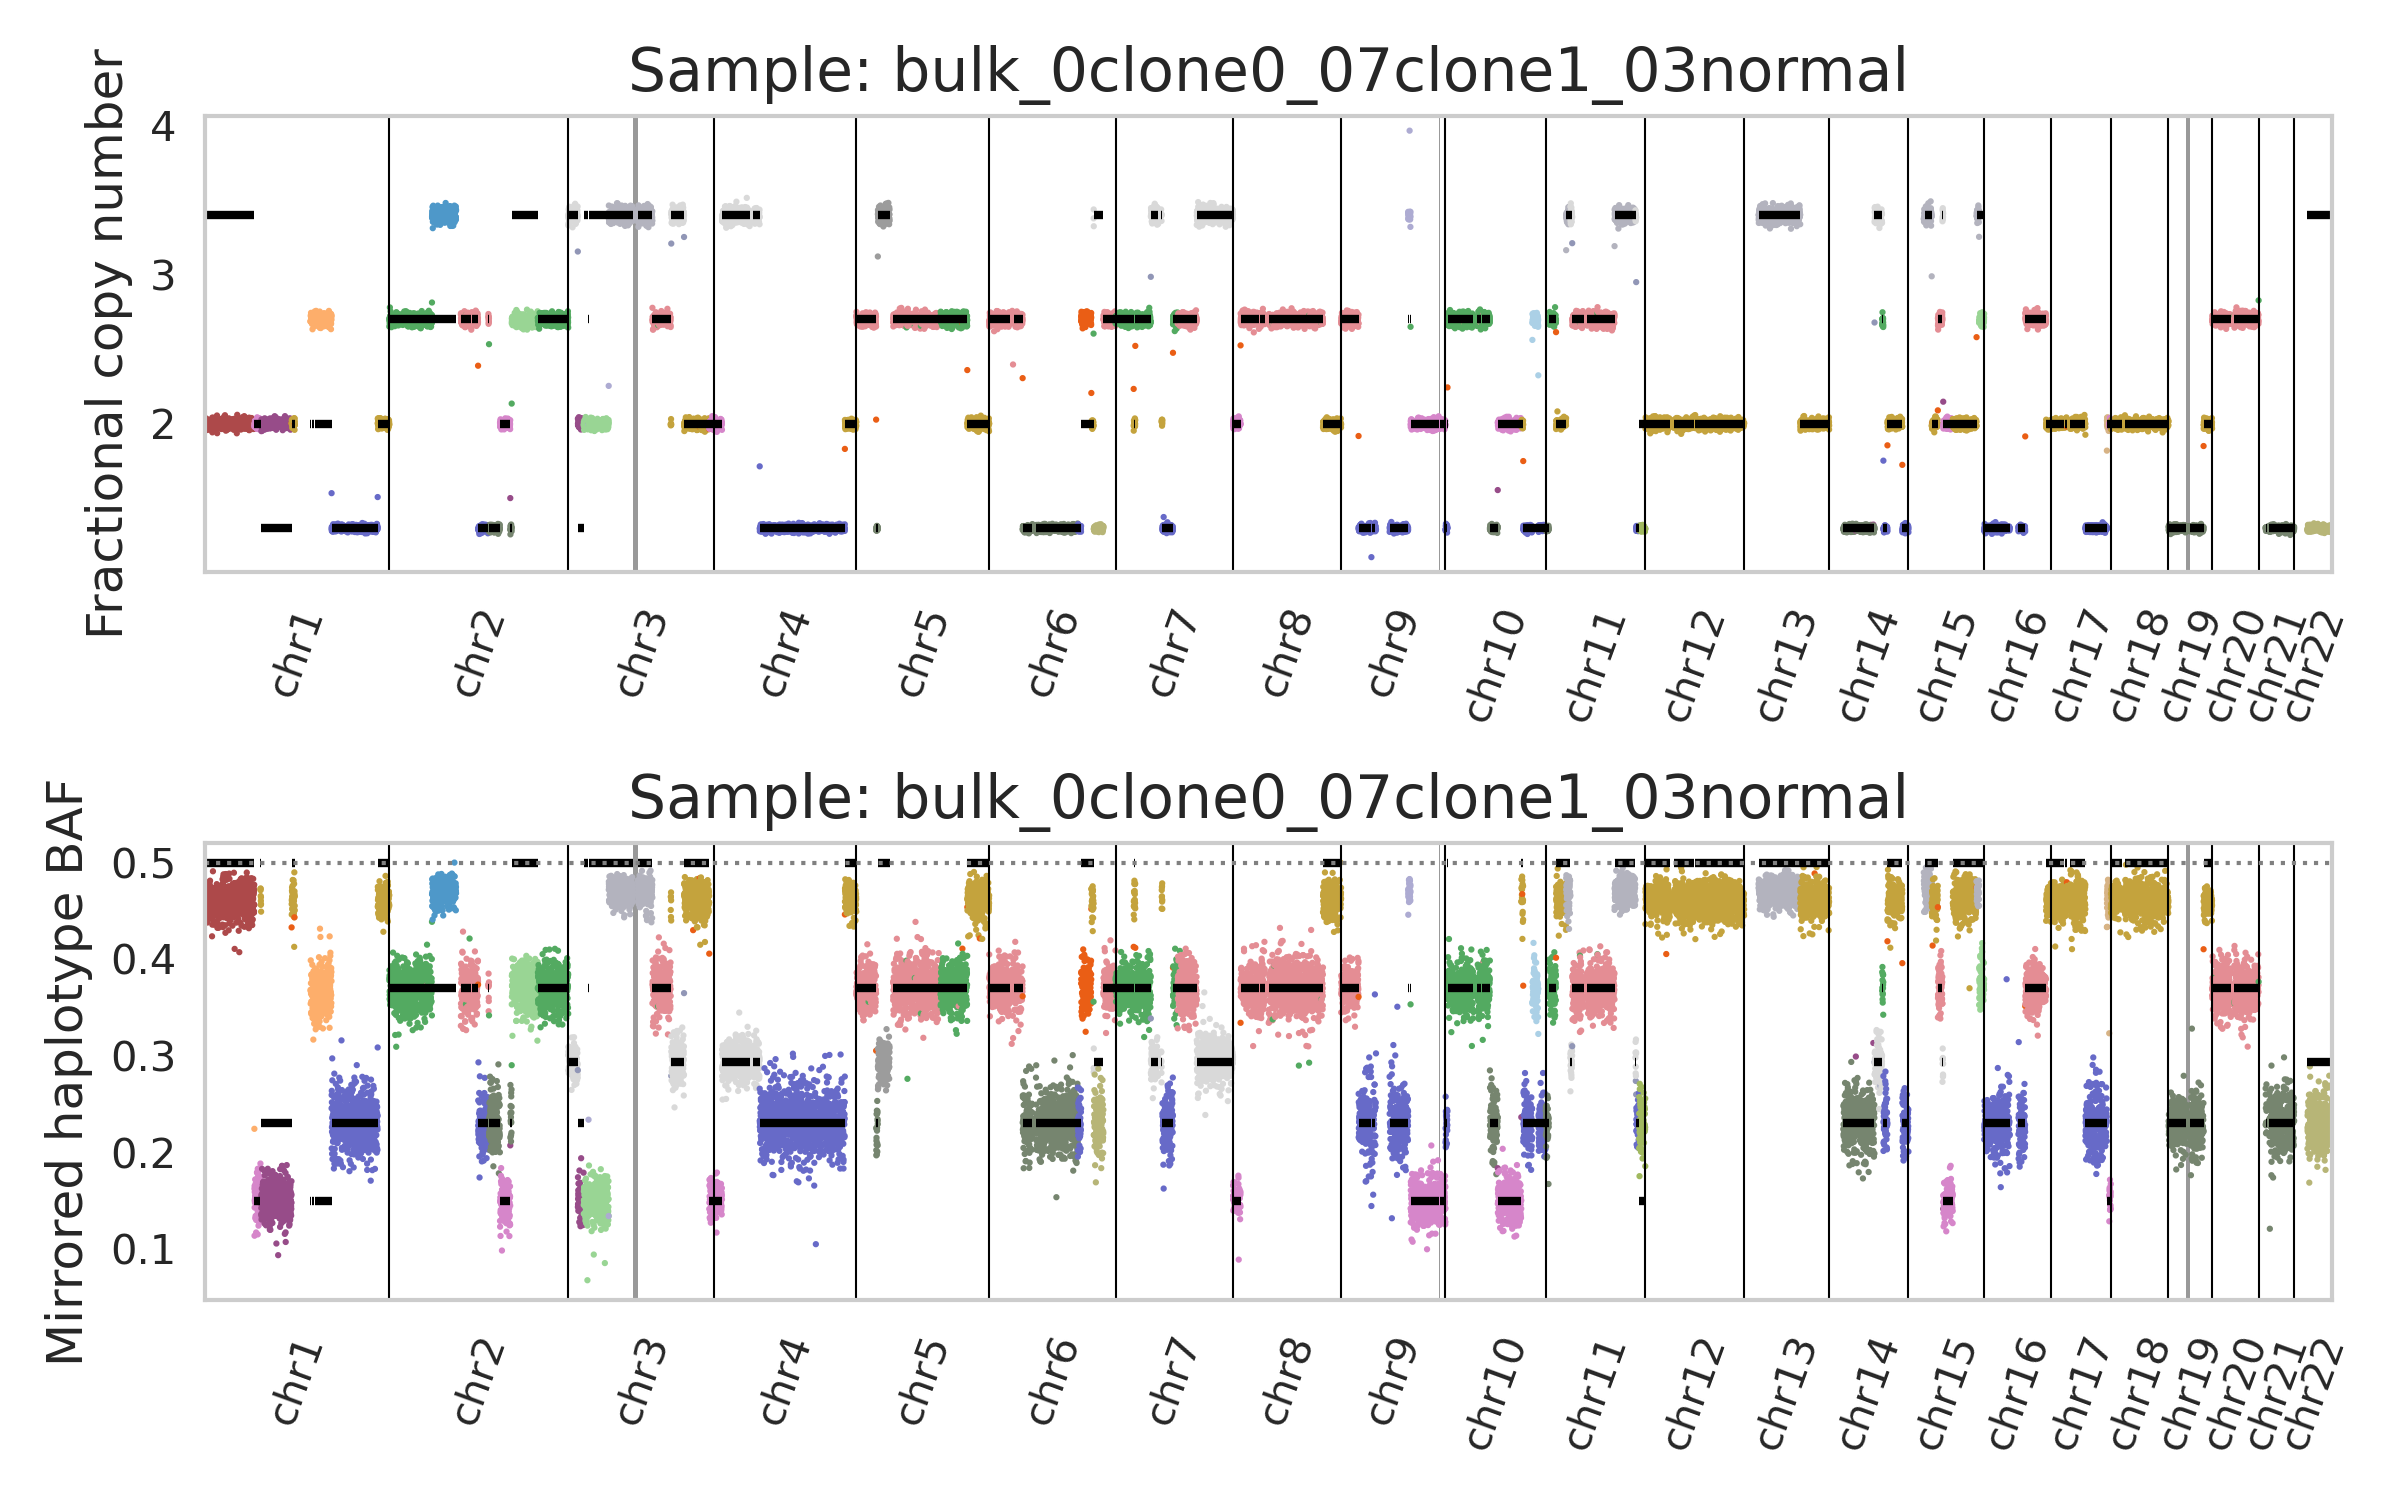 Sample: bulk_0clone0_07clone1_03normal
Fractional copy number
4
3
2
chr1 chr2 chr3 chr4 chr5 chr6 chr7 chr8 chr9 chr10 chr11 chr12 chr13 chr14 chr15 chr16 chr17 chr18 chr19 chr20 chr21 chr22
Sample: bulk_0clone0_07clone1_03normal
Mirrored haplotype BAF
0.5
0.4
0.3
0.2
0.1
chr1 chr2 chr3 chr4 chr5 chr6 chr7 chr8 chr9 chr10 chr11 chr12 chr13 chr14 chr15 chr16 chr17 chr18 chr19 chr20 chr21 chr22